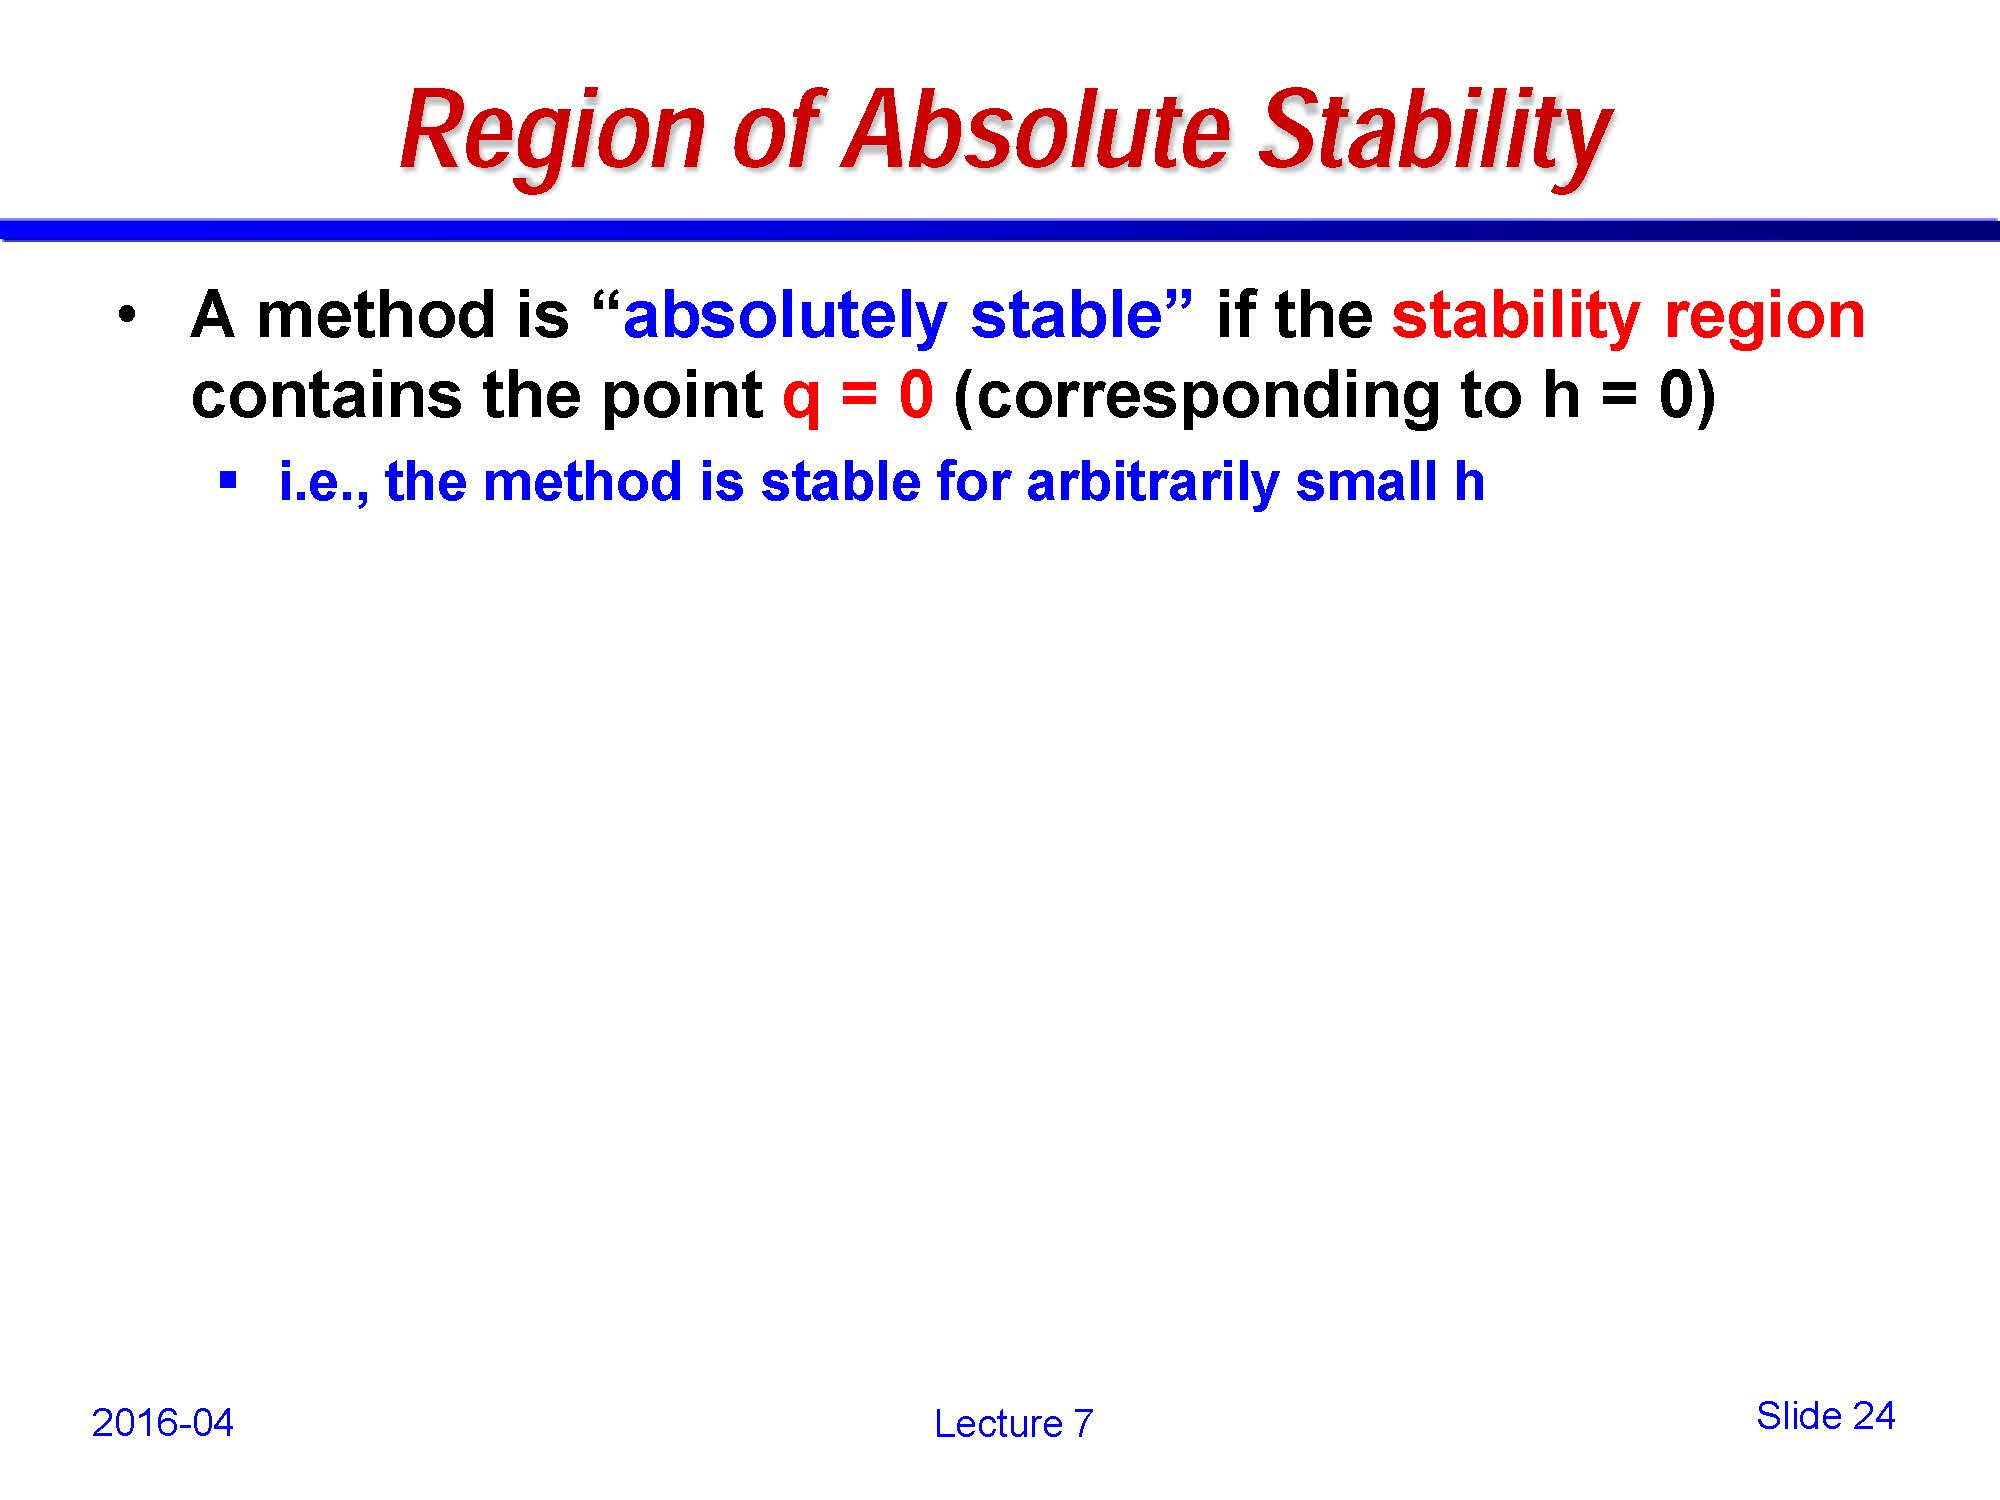 Region of Absolute Stability
• A method is “absolutely stable” if the stability region
contains the point q = 0 (corresponding to h = 0)
▪ i.e., the method is stable for arbitrarily small h
2016-04
Lecture 7
Slide 24